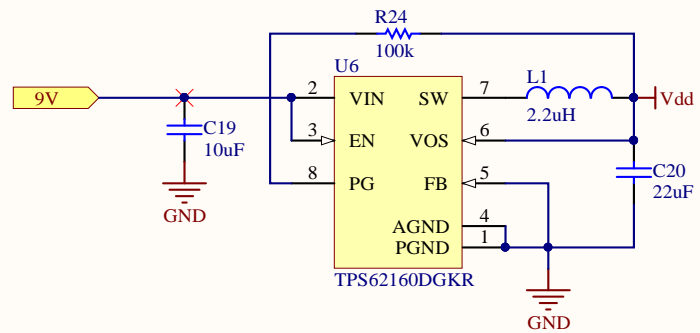 R24
100k
U6
9V
2 VIN SW 7
L1
2.2uH
Vdd
3 EN VOS 6
C19
10uF
8 PG FB 5
C20
22uF
GND
AGND 4
PGND 1
TPS62160DGKR
GND